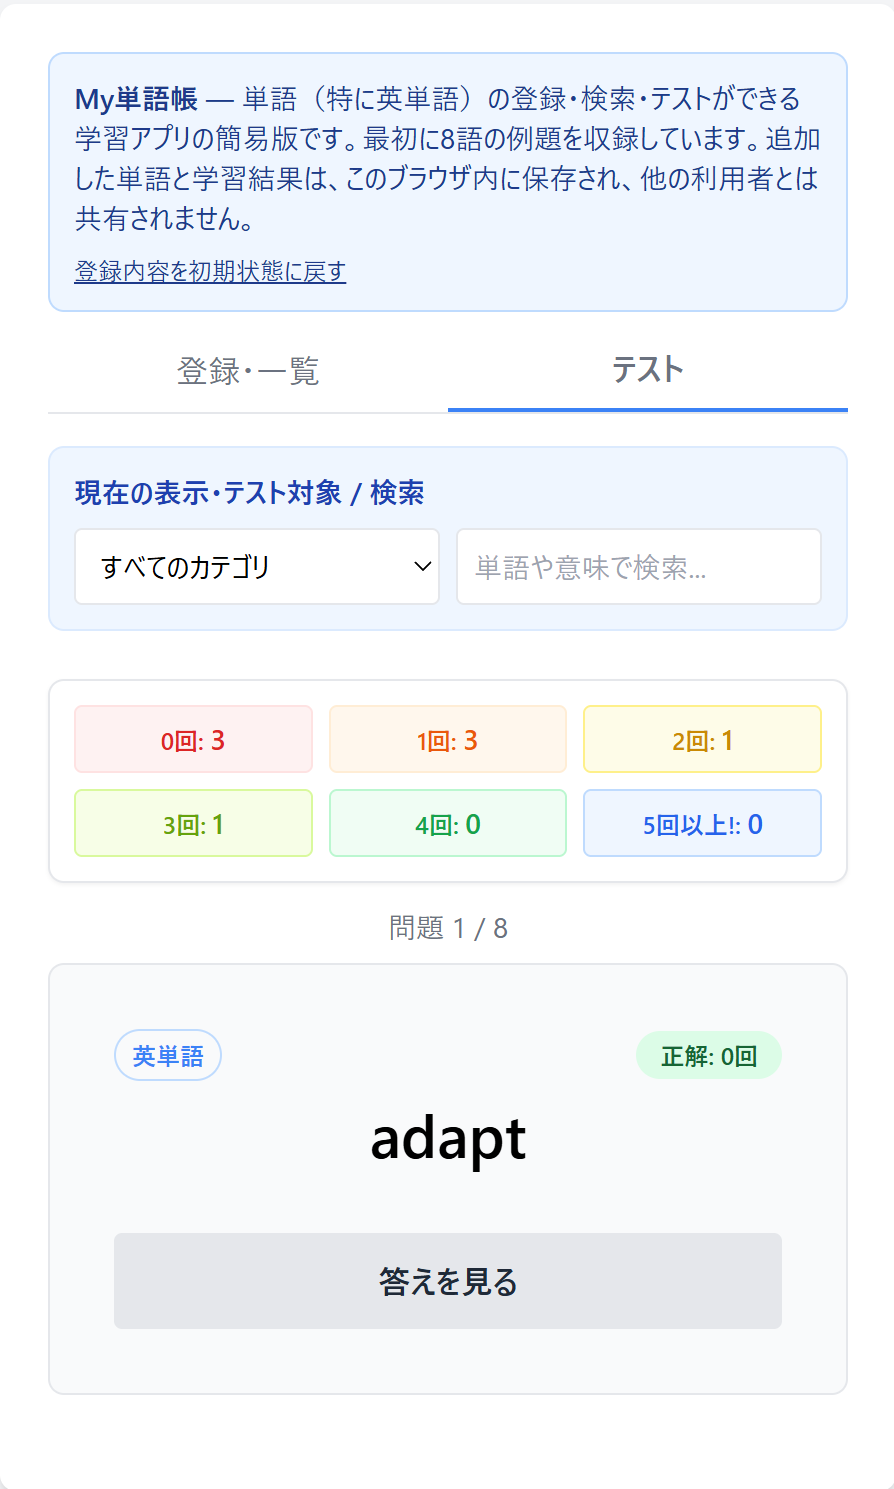 My単語帳 — 単語（特に英単語）の登録・検索・テストができる
学習アプリの簡易版です。最初に8語の例題を収録しています。追加
した単語と学習結果は、このブラウザ内に保存され、他の利用者とは
共有されません。
登録内容を初期状態に戻す
登録・一覧
テスト
現在の表示・テスト対象 / 検索
すべてのカテゴリ
単語や意味で検索...
0回: 3
1回: 3
2回: 1
3回: 1
4回: 0
5回以上!: 0
問題 1 / 8
英単語
正解: 0回
adapt
答えを見る